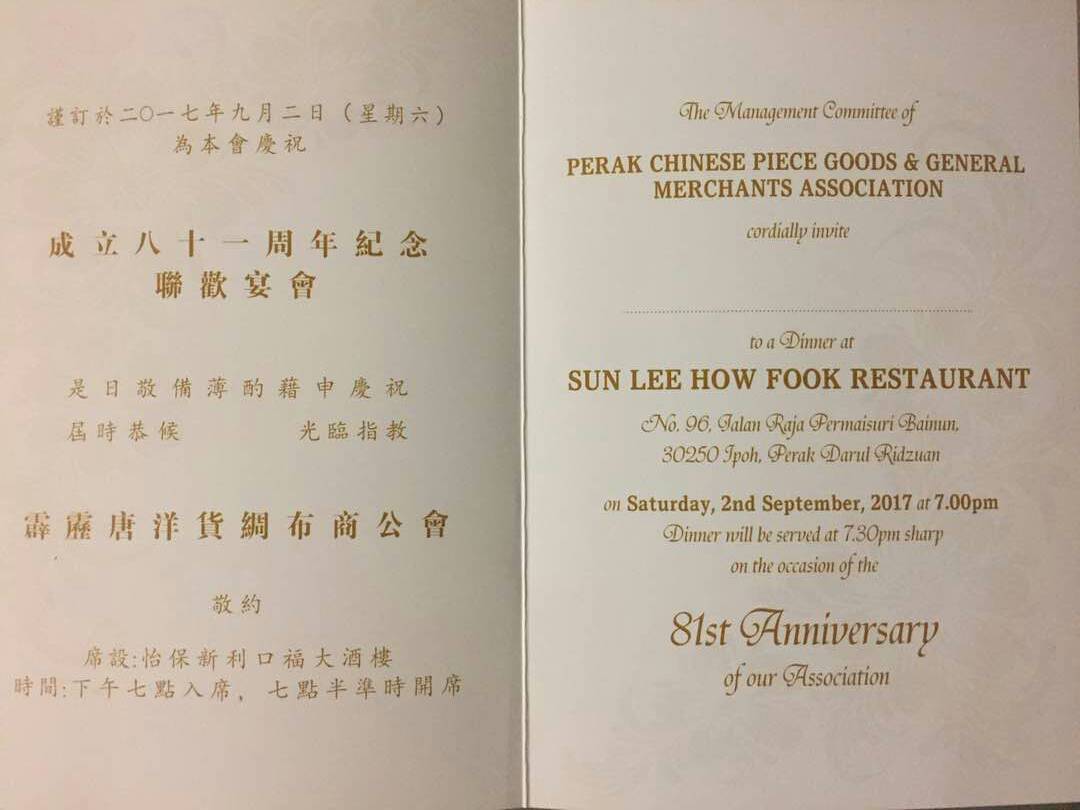 謹訂於二〇一七年九月二日（星期六）
為本會慶祝
成立八十一周年紀念
聯歡宴會
是日敬備薄酌藉申慶祝
屆時恭候 光臨指教
霹靂唐洋貨綢布商公會
敬約
席設:怡保新利口福大酒樓
時間:下午七點入席，七點半準時開席
The Management Committee of
PERAK CHINESE PIECE GOODS & GENERAL
MERCHANTS ASSOCIATION
cordially invite
to a Dinner at
SUN LEE HOW FOOK RESTAURANT
No. 96, Jalan Raja Permaisuri Bainun,
30250 Ipoh, Perak Darul Ridzuan
on Saturday, 2nd September, 2017 at 7.00pm
Dinner will be served at 7.30pm sharp
on the occasion of the
81st Anniversary
of our Association